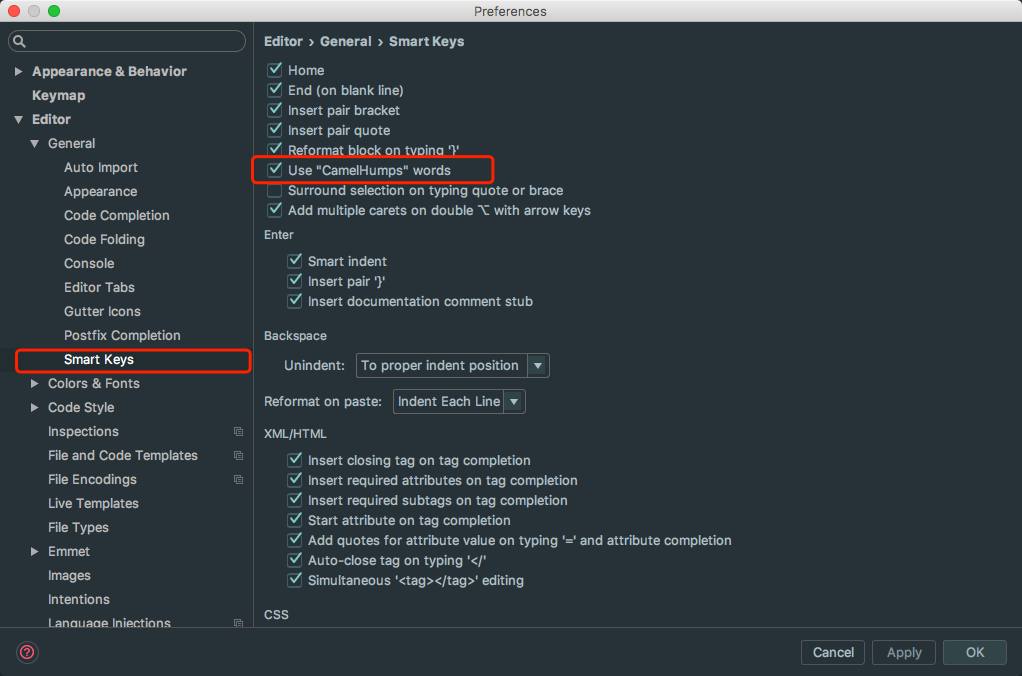 Preferences
Appearance & Behavior
Keymap
Editor
General
Auto Import
Appearance
Code Completion
Code Folding
Console
Editor Tabs
Gutter Icons
Postfix Completion
Smart Keys
Colors & Fonts
Code Style
Inspections
File and Code Templates
File Encodings
Live Templates
File Types
Emmet
Images
Intentions
Language Injections
Editor › General › Smart Keys
Home
End (on blank line)
Insert pair bracket
Insert pair quote
Reformat block on typing '}'
Use "CamelHumps" words
Surround selection on typing quote or brace
Add multiple carets on double ⌥ with arrow keys
Enter
Smart indent
Insert pair '}'
Insert documentation comment stub
Backspace
Unindent: To proper indent position
Reformat on paste: Indent Each Line
XML/HTML
Insert closing tag on tag completion
Insert required attributes on tag completion
Insert required subtags on tag completion
Start attribute on tag completion
Add quotes for attribute value on typing '=' and attribute completion
Auto-close tag on typing '</'
Simultaneous '<tag></tag>' editing
CSS
?
Cancel Apply OK